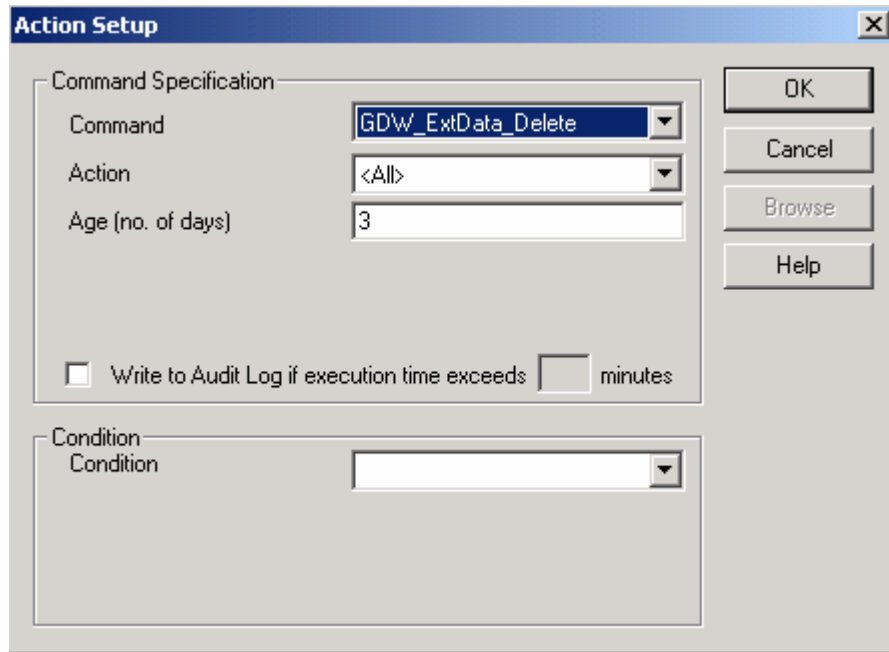 Action Setup
Command Specification
Command GDW_ExtData_Delete
Action <All>
Age (no. of days) 3
Write to Audit Log if execution time exceeds minutes
Condition
Condition
OK
Cancel
Browse
Help